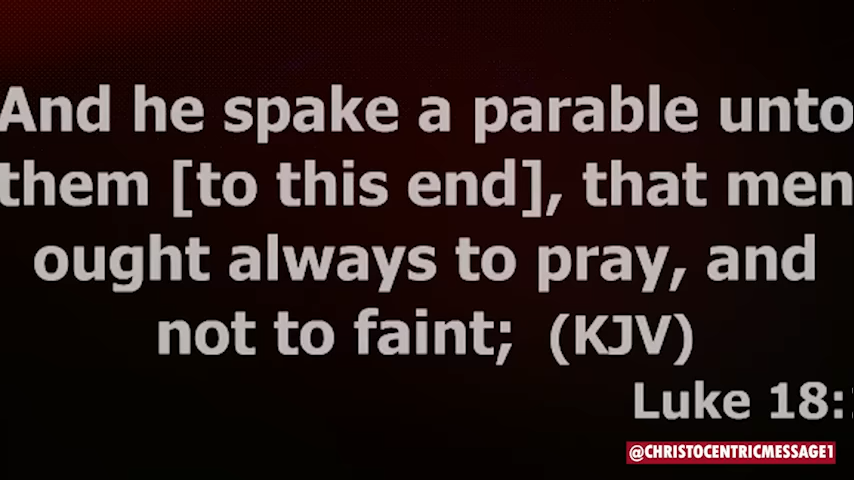 And he spake a parable unto
them [to this end], that men
ought always to pray, and
not to faint; (KJV)
Luke 18:
@CHRISTOCENTRICMESSAGE1